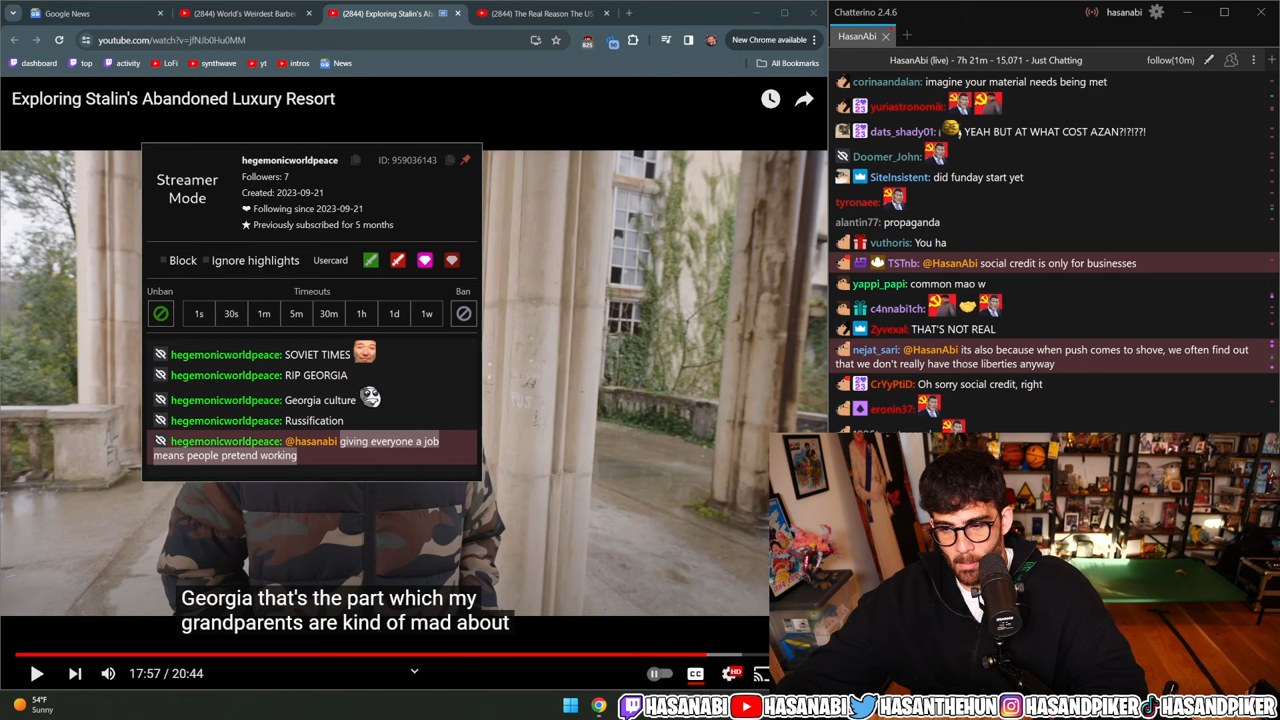 Google News
(2844) World's Weirdest Barbe
(2844) Exploring Stalin's Ab
(2844) The Real Reason The US
youtube.com/watch?v=jfNJb0Hu0MM
825
90
New Chrome available
dashboard
top
activity
LoFi
synthwave
yt
intros
News
All Bookmarks
Exploring Stalin's Abandoned Luxury Resort
Streamer
Mode
hegemonicworldpeace
ID: 959036143
Followers: 7
Created: 2023-09-21
❤ Following since 2023-09-21
★ Previously subscribed for 5 months
Block
Ignore highlights
Usercard
Unban
Timeouts
Ban
1s
30s
1m
5m
30m
1h
1d
1w
hegemonicworldpeace: SOVIET TIMES
hegemonicworldpeace: RIP GEORGIA
hegemonicworldpeace: Georgia culture
hegemonicworldpeace: Russification
hegemonicworldpeace: @hasanabi giving everyone a job
means people pretend working
Georgia that's the part which my
grandparents are kind of mad about
17:57 / 20:44
CC
HD
54°F
Sunny
Chatterino 2.4.6
hasanabi
HasanAbi
HasanAbi (live) - 7h 21m - 15,071 - Just Chatting
follow(10m)
corinaandalan: imagine your material needs being met
yuriastronomik:
dats_shady01: YEAH BUT AT WHAT COST AZAN?!?!??!
Doomer_John:
SiteInsistent: did funday start yet
tyronaee:
alantin77: propaganda
vuthoris: You ha
TSTnb: @HasanAbi social credit is only for businesses
yappi_papi: common mao w
c4nnabi1ch:
Zyvexal: THAT'S NOT REAL
nejat_sari: @HasanAbi its also because when push comes to shove, we often find out
that we don't really have those liberties anyway
CrYyPtiD: Oh sorry social credit, right
eronin37:
HASANABI
HASANABI
HASANTHEHUN
HASANDPIKER
HASANDPIKER